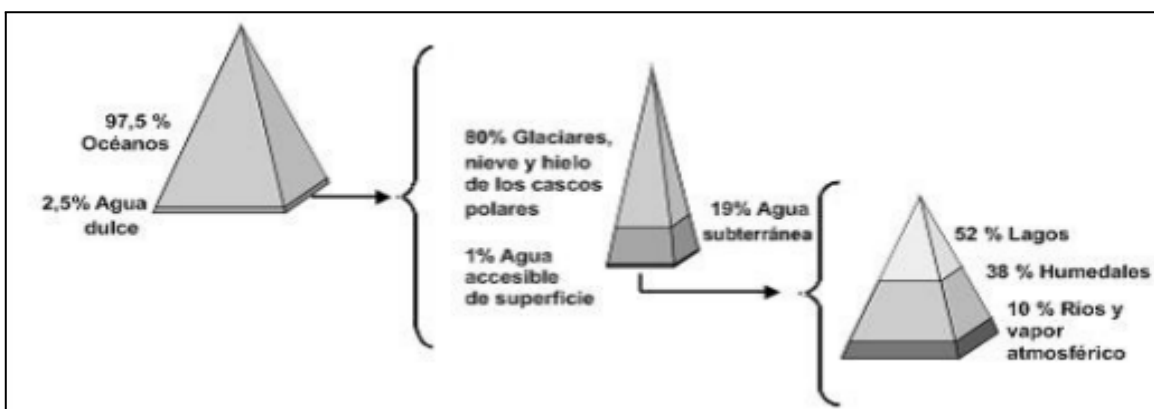 97,5 %
Océanos
2,5% Agua
dulce
80% Glaciares,
nieve y hielo
de los cascos
polares
1% Agua
accesible
de superficie
19% Agua
subterránea
52 % Lagos
38 % Humedales
10 % Ríos y
vapor
atmosférico